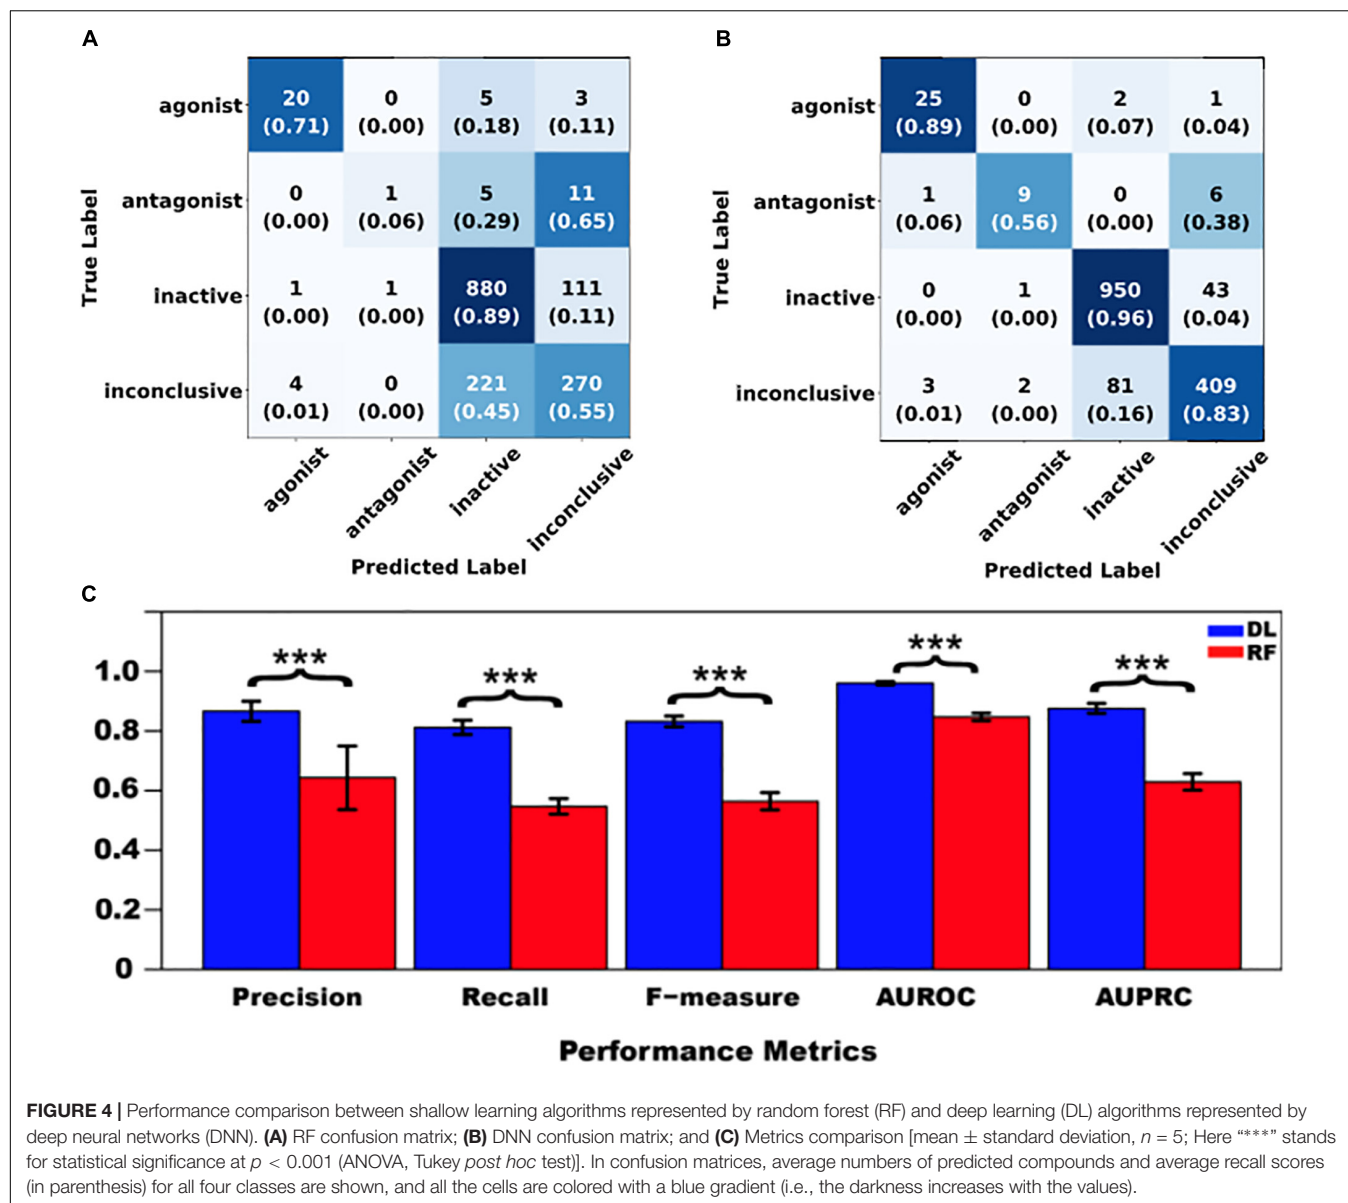 A
agonist 20 0 5 3
(0.71) (0.00) (0.18) (0.11)
antagonist 0 1 5 11
(0.00) (0.06) (0.29) (0.65)
inactive 1 1 880 111
(0.00) (0.00) (0.89) (0.11)
inconclusive 4 0 221 270
(0.01) (0.00) (0.45) (0.55)
True Label
agonist antagonist inactive inconclusive
Predicted Label
B
agonist 25 0 2 1
(0.89) (0.00) (0.07) (0.04)
antagonist 1 9 0 6
(0.06) (0.56) (0.00) (0.38)
inactive 0 1 950 43
(0.00) (0.00) (0.96) (0.04)
inconclusive 3 2 81 409
(0.01) (0.00) (0.16) (0.83)
True Label
agonist antagonist inactive inconclusive
Predicted Label
C
DL
RF
*** *** *** *** ***
1.0
0.8
0.6
0.4
0.2
0
Precision Recall F-measure AUROC AUPRC
Performance Metrics
FIGURE 4 | Performance comparison between shallow learning algorithms represented by random forest (RF) and deep learning (DL) algorithms represented by
deep neural networks (DNN). (A) RF confusion matrix; (B) DNN confusion matrix; and (C) Metrics comparison [mean ± standard deviation, n = 5; Here “***” stands
for statistical significance at p < 0.001 (ANOVA, Tukey post hoc test)]. In confusion matrices, average numbers of predicted compounds and average recall scores
(in parenthesis) for all four classes are shown, and all the cells are colored with a blue gradient (i.e., the darkness increases with the values).